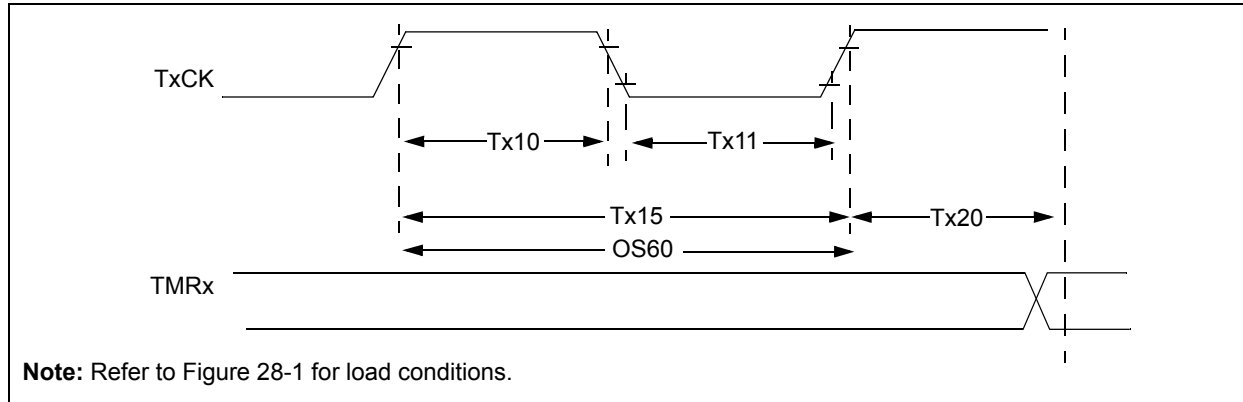 TxCK
Tx10
Tx11
Tx15
Tx20
OS60
TMRx
Note: Refer to Figure 28-1 for load conditions.